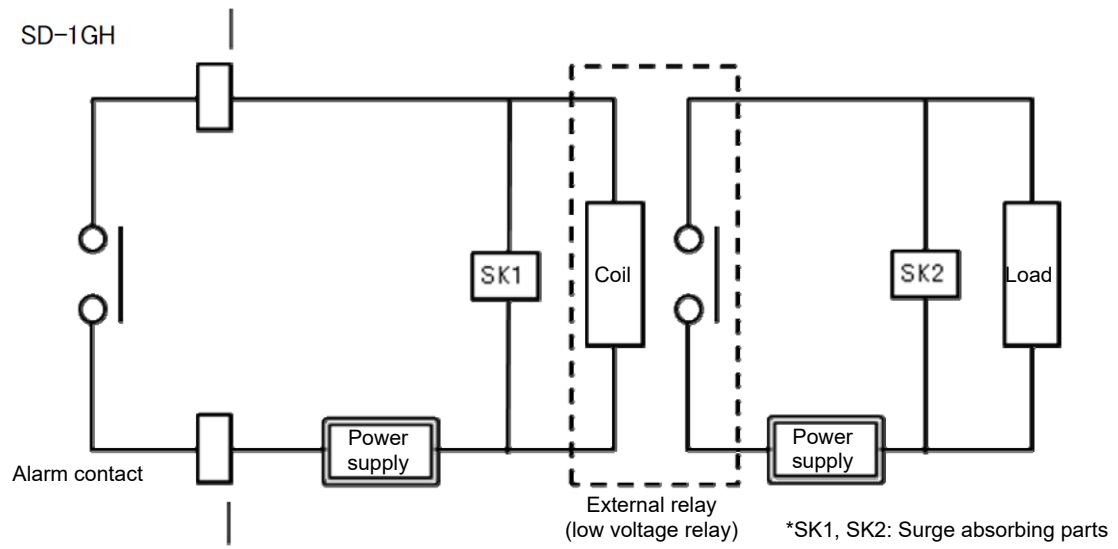 SD-1GH
SK1
Coil
SK2
Load
Power
supply
Power
supply
Alarm contact
External relay
(low voltage relay)
*SK1, SK2: Surge absorbing parts